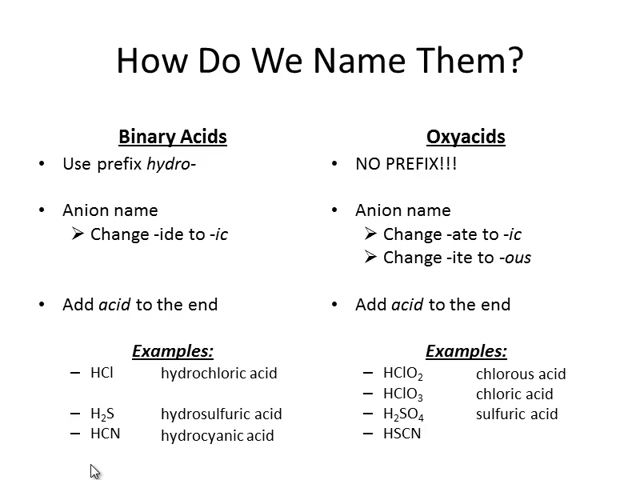 How Do We Name Them?
Binary Acids
• Use prefix hydro-
• Anion name
➢ Change -ide to -ic
• Add acid to the end
Examples:
– HCl hydrochloric acid
– H₂S hydrosulfuric acid
– HCN hydrocyanic acid
Oxyacids
• NO PREFIX!!!
• Anion name
➢ Change -ate to -ic
➢ Change -ite to -ous
• Add acid to the end
Examples:
– HClO₂ chlorous acid
– HClO₃ chloric acid
– H₂SO₄ sulfuric acid
– HSCN